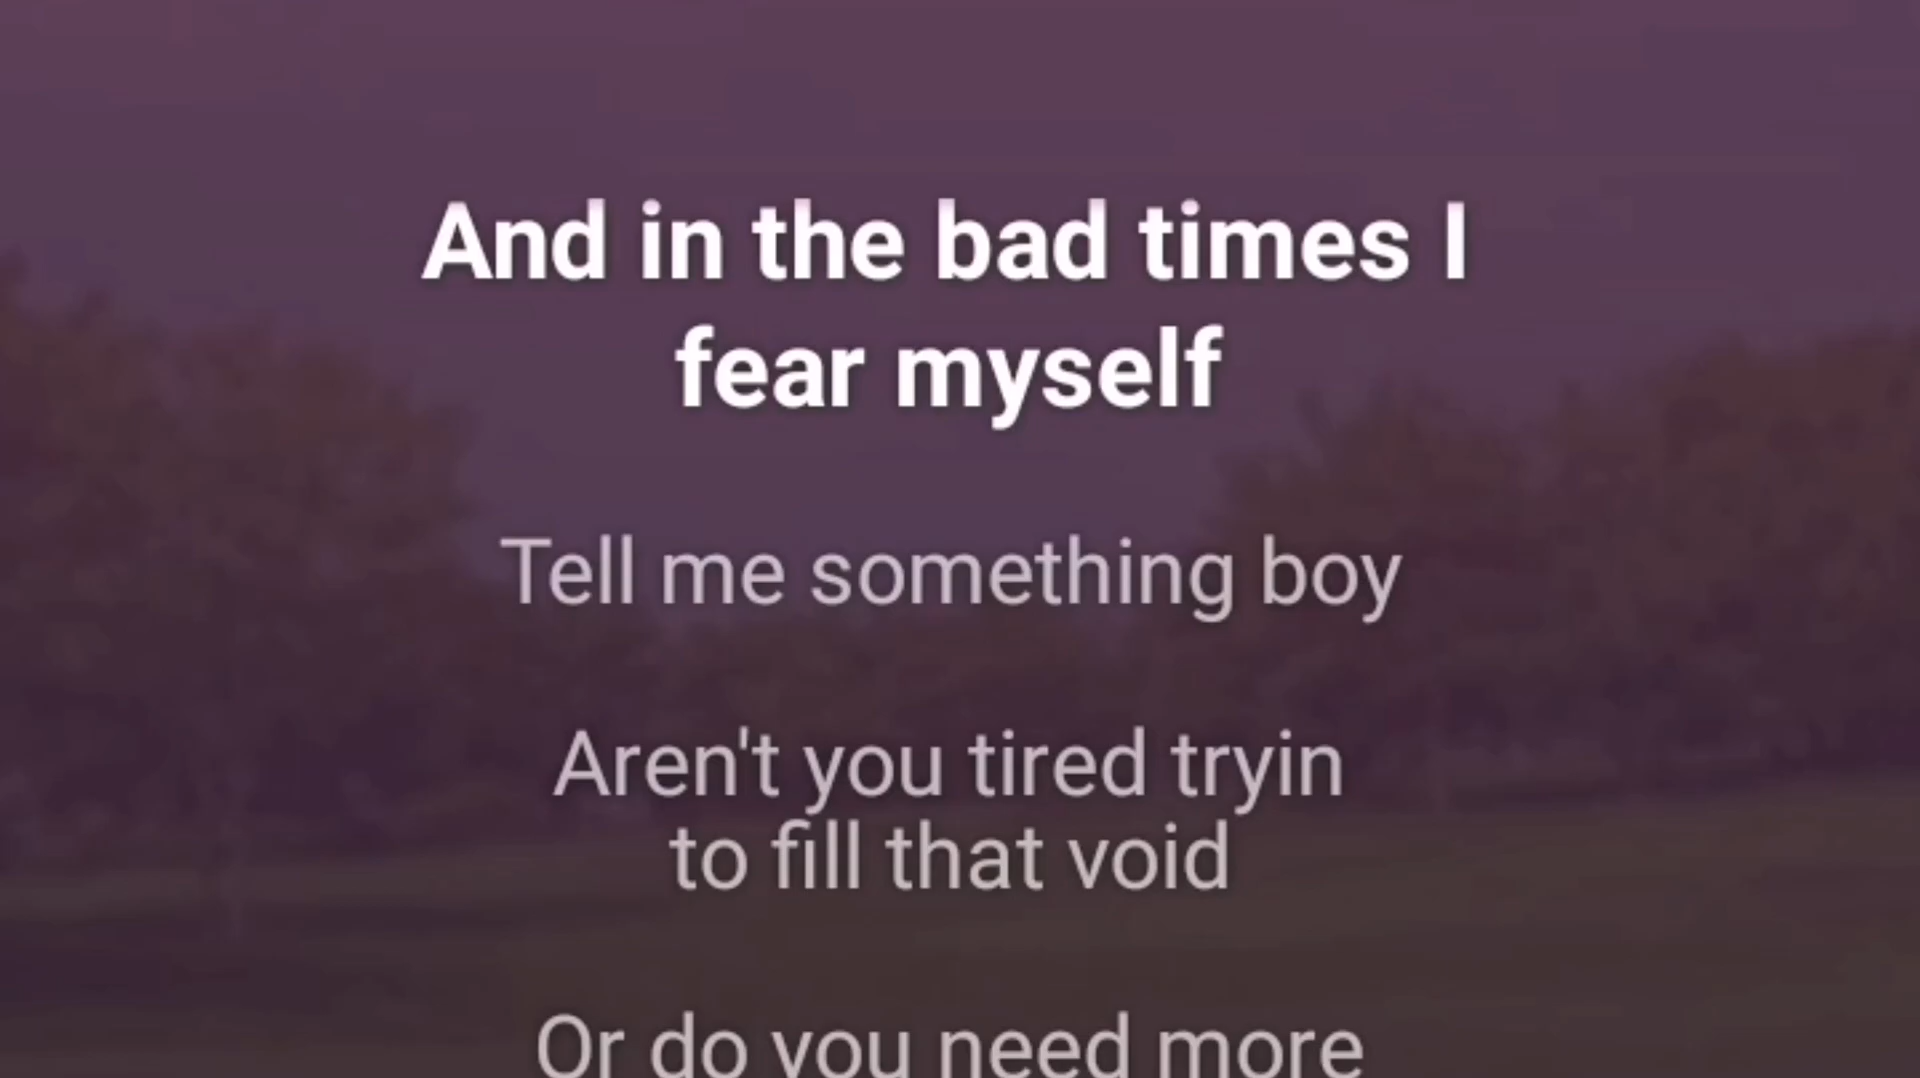 And in the bad times I
fear myself
Tell me something boy
Aren't you tired tryin
to fill that void
Or do you need more